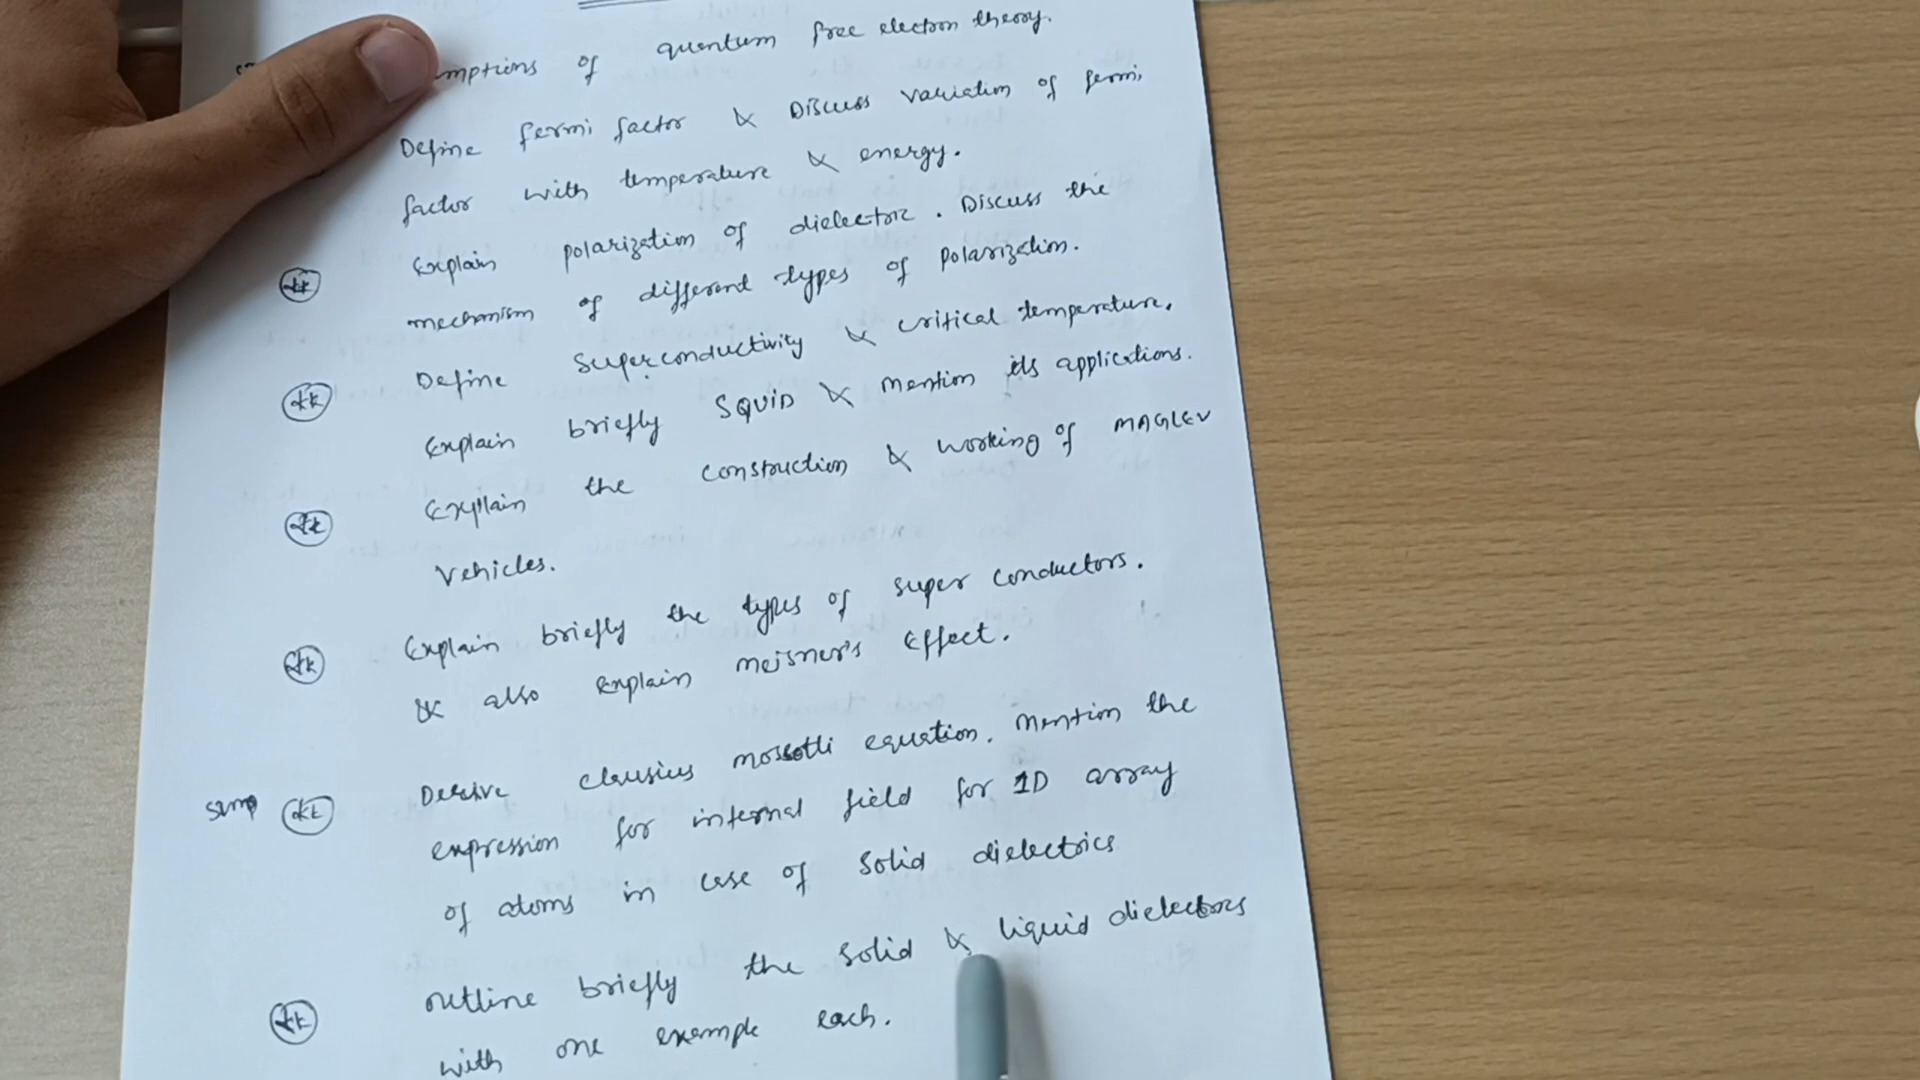 mptions of quantum free electron theory.
Define fermi factor & Discuss variation of fermi
factor with temperature & energy.
Explain polarization of dielectric. Discuss the
mechanism of different types of polarization.
Define superconductivity & critical temperature.
Explain briefly SQUID & mention its applications.
Explain the construction & working of MAGLEV
vehicles.
Explain briefly the types of super conductors.
& also explain meisner's Effect.
Derive clausius mossotti equation. Mention the
simp
expression for internal field for 1D array
of atoms in case of solid dielectrics
outline briefly the solid & liquid dielectrics
with one example each.